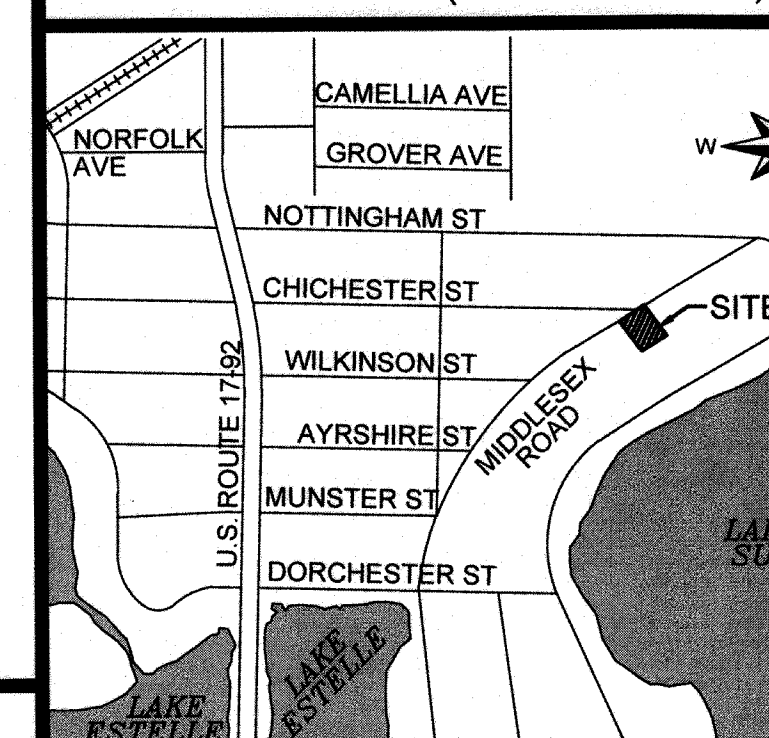 CAMELLIA AVE
NORFOLK
AVE
GROVER AVE
W
NOTTINGHAM ST
CHICHESTER ST
SITE
WILKINSON ST
U.S. ROUTE 17-92
MIDDLESEX
ROAD
AYRSHIRE ST
MUNSTER ST
DORCHESTER ST
LAKE
ESTELLE
LAKE
ESTELLE